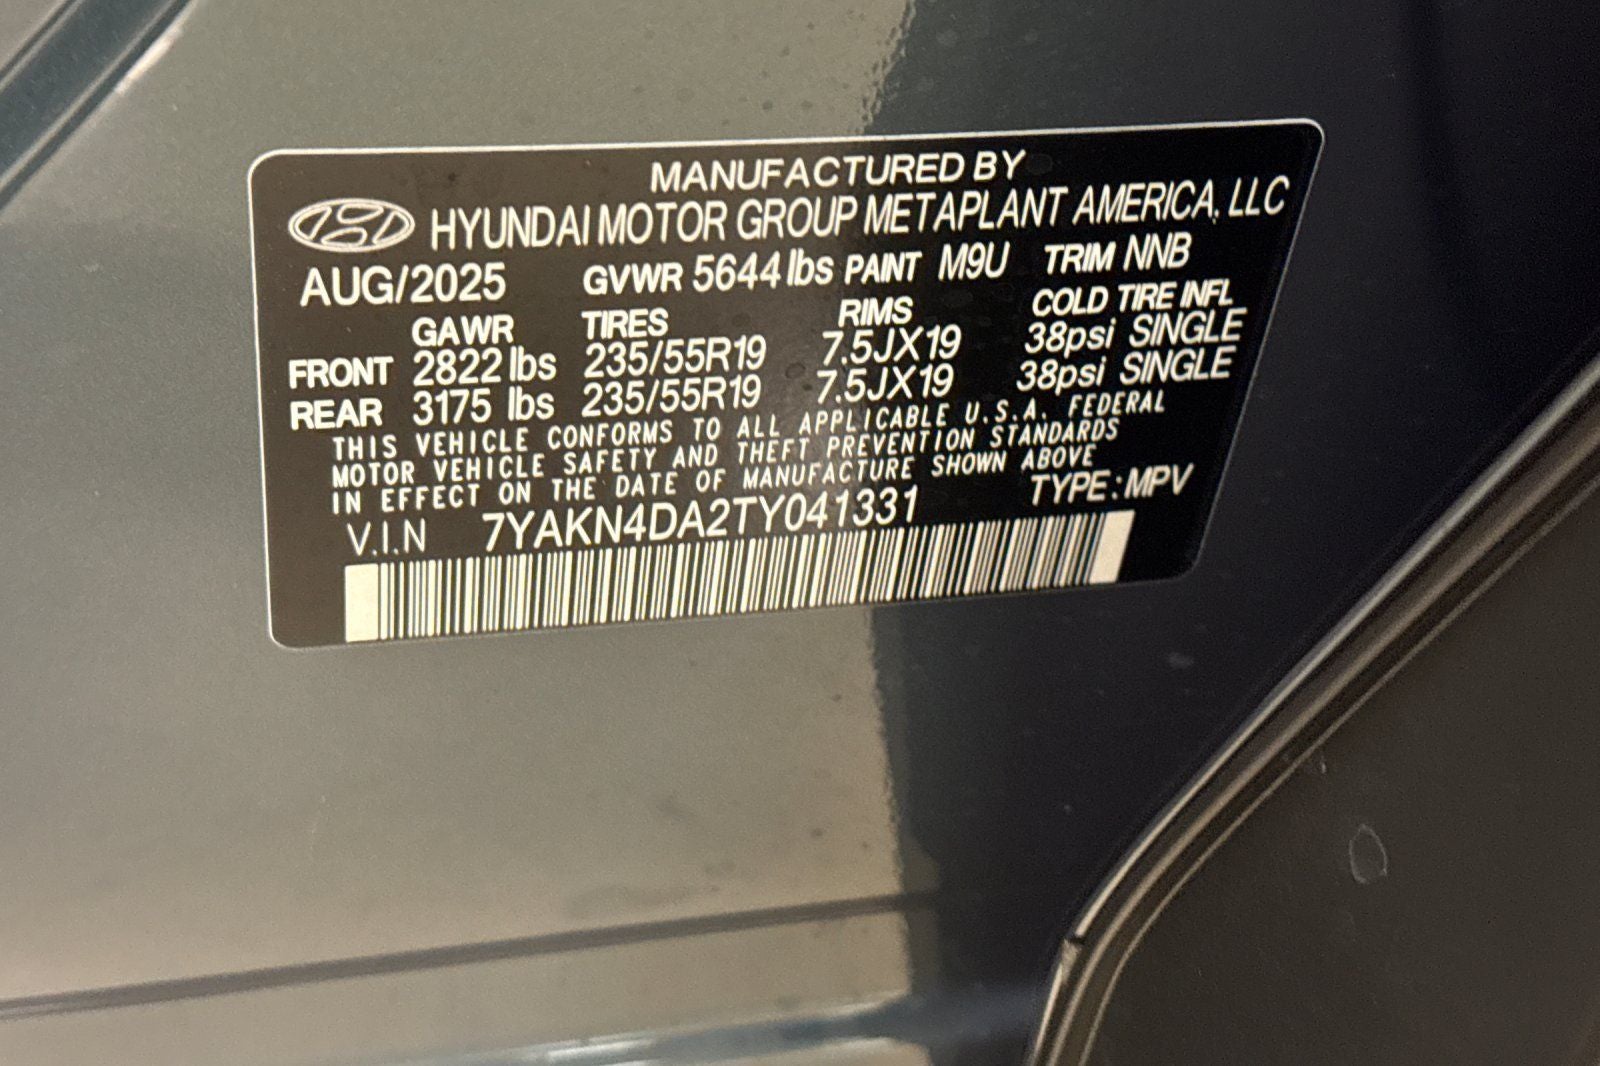 MANUFACTURED BY
HYUNDAI MOTOR GROUP METAPLANT AMERICA, LLC
AUG/2025 GVWR 5644 lbs PAINT M9U TRIM NNB
GAWR TIRES RIMS COLD TIRE INFL
FRONT 2822 lbs 235/55R19 7.5JX19 38psi SINGLE
REAR 3175 lbs 235/55R19 7.5JX19 38psi SINGLE
THIS VEHICLE CONFORMS TO ALL APPLICABLE U.S.A. FEDERAL
MOTOR VEHICLE SAFETY AND THEFT PREVENTION STANDARDS
IN EFFECT ON THE DATE OF MANUFACTURE SHOWN ABOVE
V.I.N 7YAKN4DA2TY041331 TYPE: MPV